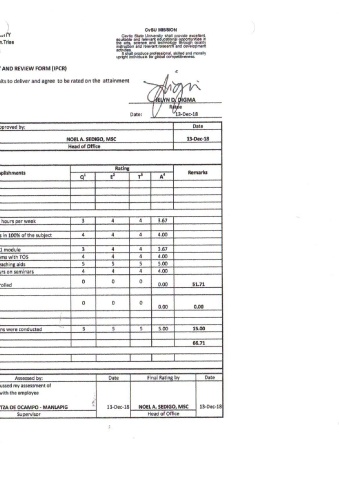 CvSU MISSION
Cavite State University shall provide excellent,
equitable and relevant educational opportunities in
the arts, science and technology through quality
instruction and relevant research and development
activities.
It shall produce professional, skilled and morally
upright individuals for global competitiveness.
AND REVIEW FORM (IPCR)
its to deliver and agree to be rated on the attainment
JELYN D. DIGMA
Ratee
Date: 13-Dec-18
pproved by: Date
NOEL A. SEDIGO, MSC 13-Dec-18
Head of Office
plishments Rating Remarks
Q1 E2 T3 A4
hours per week 3 4 4 3.67
s in 100% of the subject 4 4 4 4.00
1 module 3 4 4 3.67
ms with TOS 4 4 4 4.00
eaching aids 5 5 5 5.00
rs on seminars 4 4 4 4.00
rolled 0 0 0 0.00 51.71
0 0 0 0.00 0.00
ns were conducted 5 5 5 5.00 15.00
66.71
Assessed by: Date Final Rating by Date
ussed my assessment of
with the employee
TZA DE OCAMPO - MANLAPIG 13-Dec-18 NOEL A. SEDIGO, MSC 13-Dec-18
Supervisor Head of Office